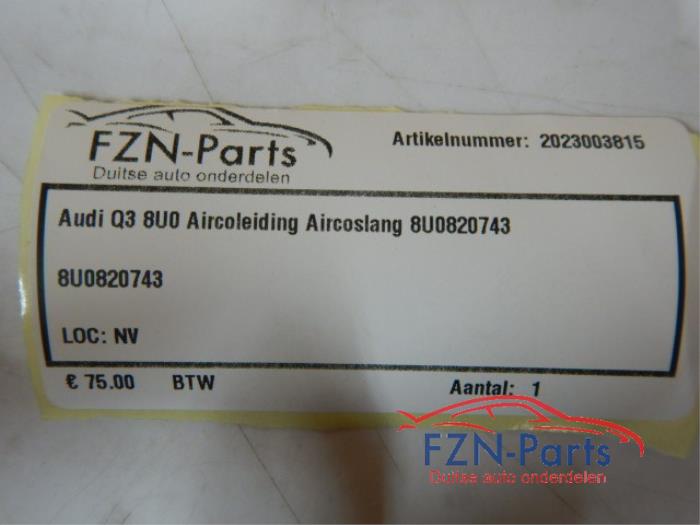 FZN-Parts
Duitse auto onderdelen
Artikelnummer: 2023003815
Audi Q3 8U0 Aircoleiding Aircoslang 8U0820743
8U0820743
LOC: NV
€ 75.00 BTW Aantal: 1
FZN-Parts
Duitse auto onderdelen